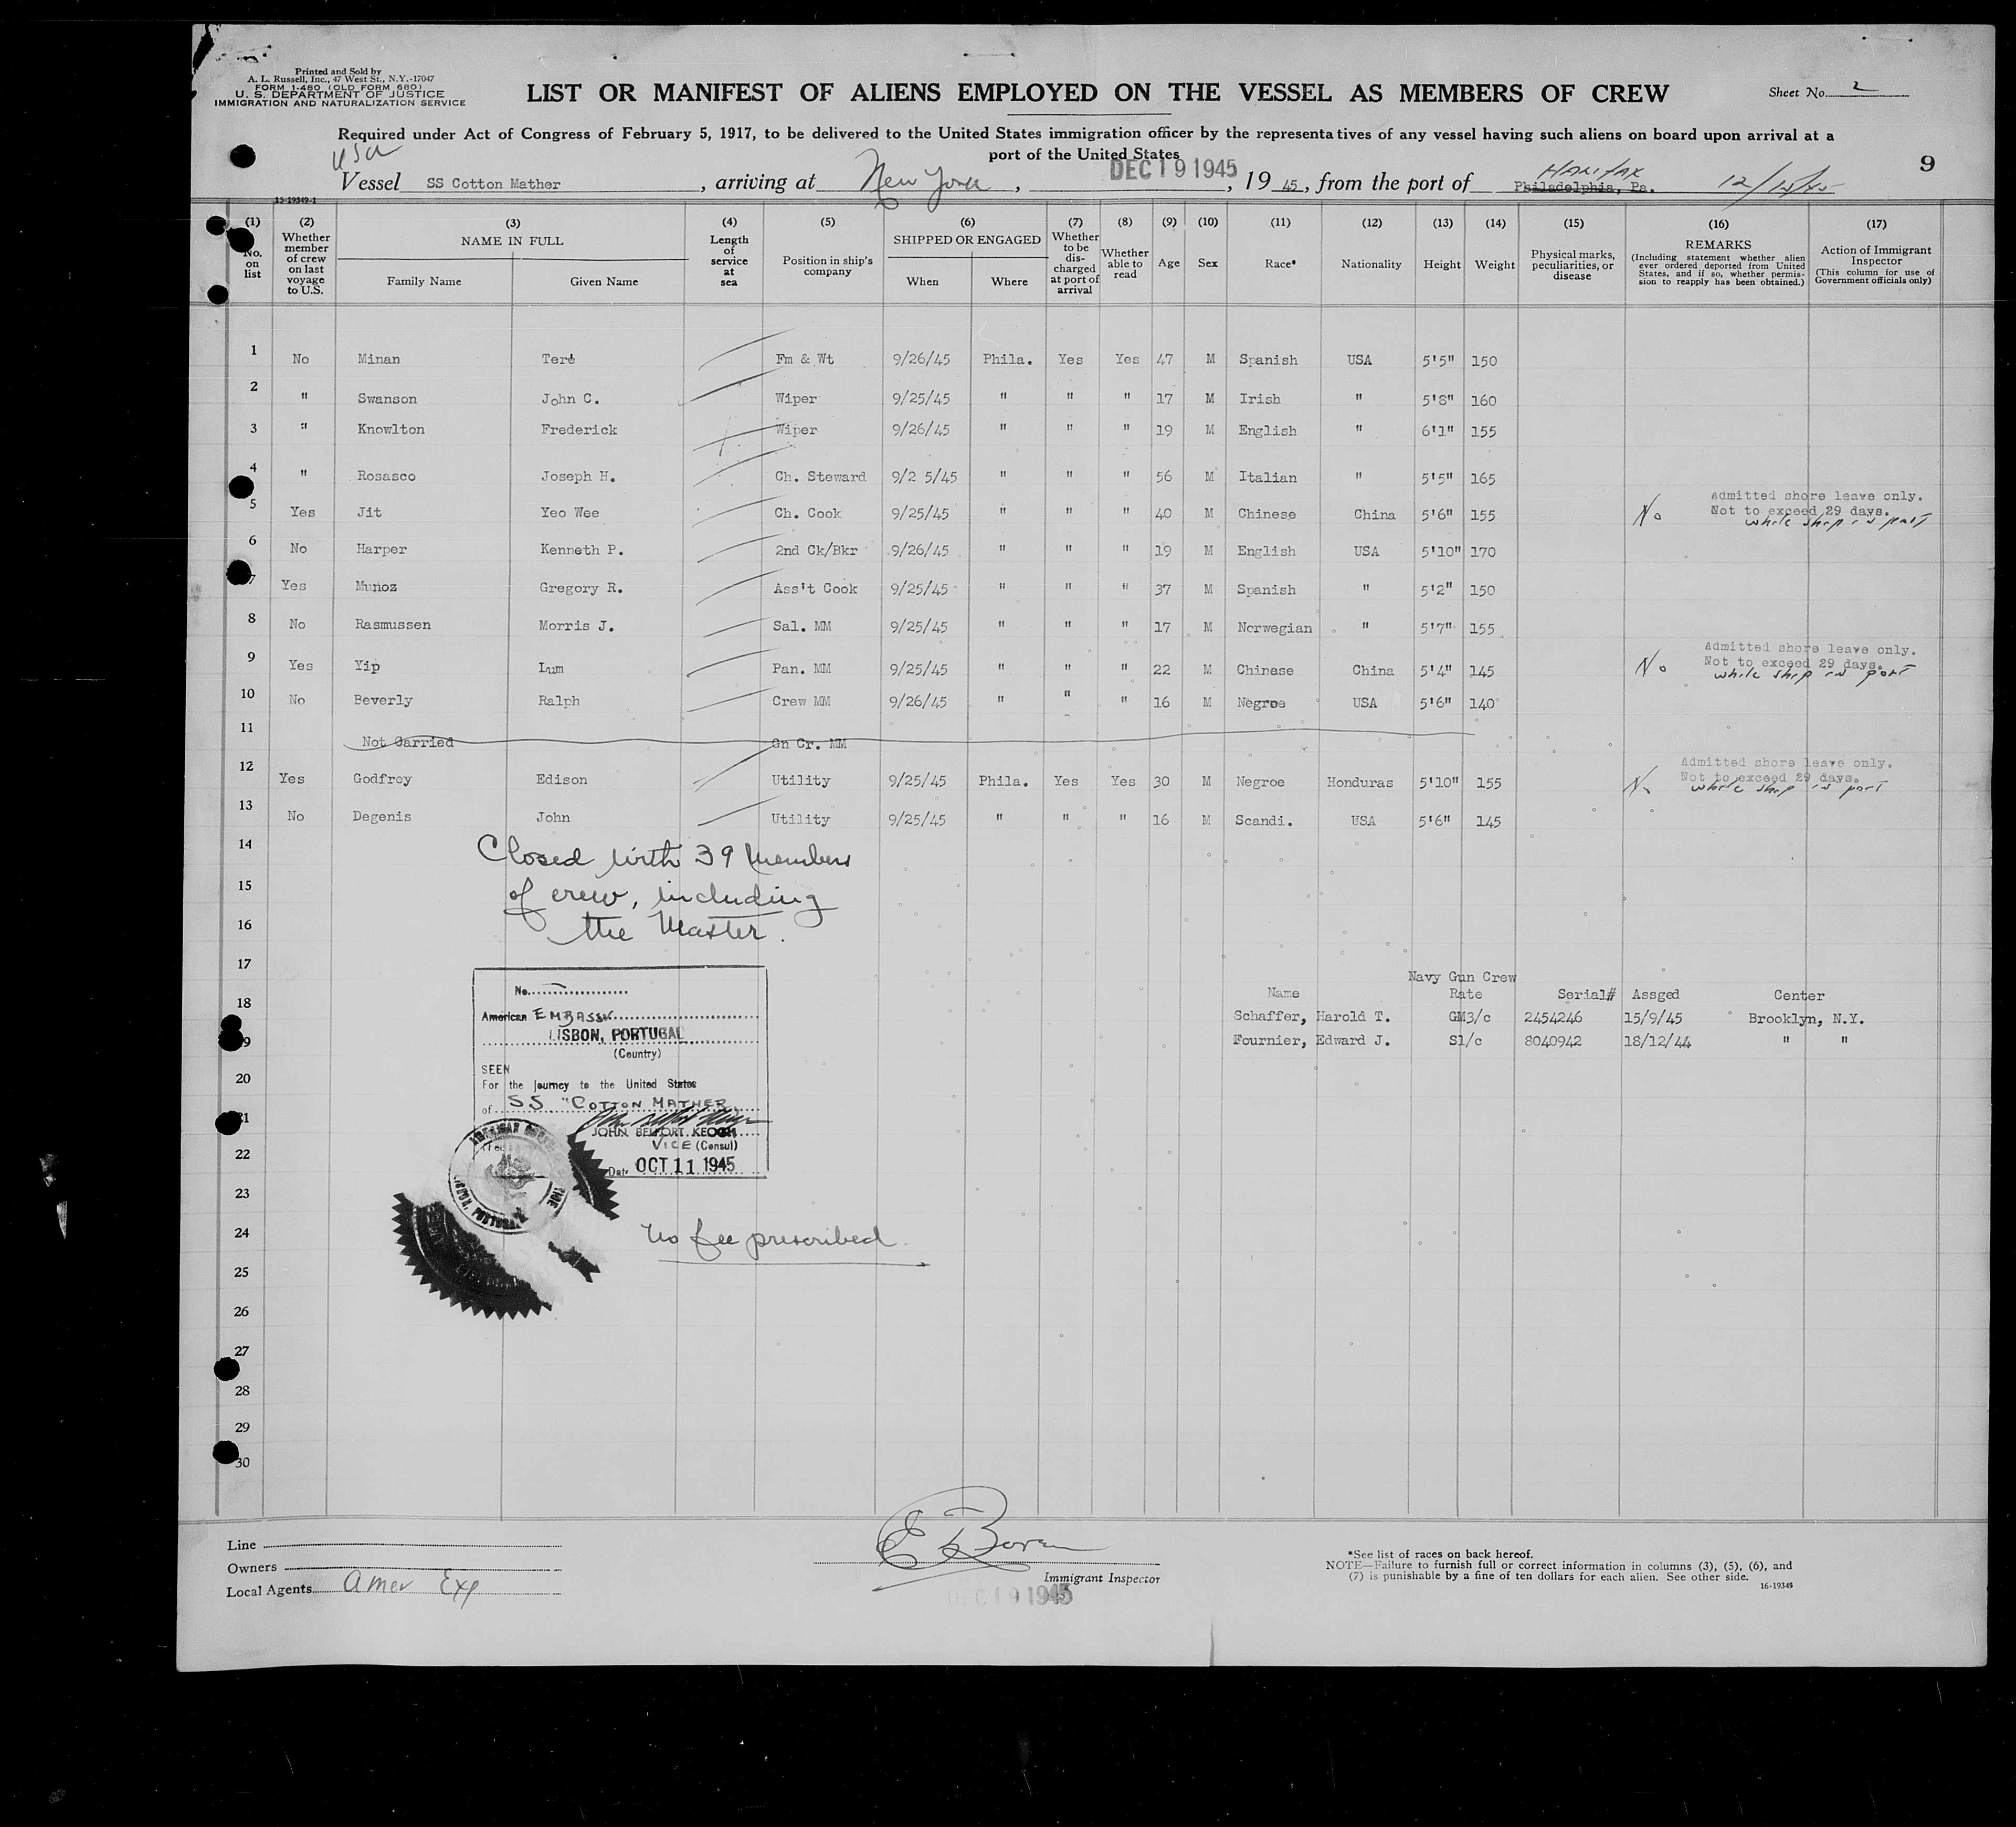 Printed and Sold by
A. L. Russell, Inc., 47 West St., N.Y.-17047
FORM I-480 (OLD FORM 680)
U. S. DEPARTMENT OF JUSTICE
IMMIGRATION AND NATURALIZATION SERVICE
LIST OR MANIFEST OF ALIENS EMPLOYED ON THE VESSEL AS MEMBERS OF CREW
Sheet No. 2
Required under Act of Congress of February 5, 1917, to be delivered to the United States immigration officer by the representatives of any vessel having such aliens on board upon arrival at a
port of the United States
USA
9
Vessel SS Cotton Mather, arriving at New York, DEC 19 1945, 19 45, from the port of Philadelphia, Pa. HALIFAX
15-19349-1
(1) No. on list
(2) Whether member of crew on last voyage to U.S.
(3) NAME IN FULL Family Name Given Name
(4) Length of service at sea
(5) Position in ship's company
(6) SHIPPED OR ENGAGED When Where
(7) Whether to be discharged at port of arrival
(8) Whether able to read
(9) Age
(10) Sex
(11) Race*
(12) Nationality
(13) Height
(14) Weight
(15) Physical marks, peculiarities, or disease
(16) REMARKS (Including statement whether alien ever ordered deported from United States, and if so, whether permission to reapply has been obtained.)
(17) Action of Immigrant Inspector (This column for use of Government officials only)
1 No Minan Tere Fm & Wt 9/26/45 Phila. Yes Yes 47 M Spanish USA 5'5" 150
2 " Swanson John C. Wiper 9/25/45 " " " 17 M Irish " 5'8" 160
3 " Knowlton Frederick Wiper 9/26/45 " " " 19 M English " 6'1" 155
4 " Rosasco Joseph H. Ch. Steward 9/2 5/45 " " " 56 M Italian " 5'5" 165
5 Yes Jit Yeo Wee Ch. Cook 9/25/45 " " " 40 M Chinese China 5'6" 155 No Admitted shore leave only. Not to exceed 29 days. while ship in port
6 No Harper Kenneth P. 2nd Ck/Bkr 9/26/45 " " " 19 M English USA 5'10" 170
7 Yes Munoz Gregory R. Ass't Cook 9/25/45 " " " 37 M Spanish " 5'2" 150
8 No Rasmussen Morris J. Sal. MM 9/25/45 " " " 17 M Norwegian " 5'7" 155
9 Yes Yip Lum Pan. MM 9/25/45 " " " 22 M Chinese China 5'4" 145 No Admitted shore leave only. Not to exceed 29 days. while ship in port
10 No Beverly Ralph Crew MM 9/26/45 " " " 16 M Negroe USA 5'6" 140
11 Not Carried Gn Cr. MM
12 Yes Godfrey Edison Utility 9/25/45 Phila. Yes Yes 30 M Negroe Honduras 5'10" 155 No Admitted shore leave only. Not to exceed 29 days. while ship in port
13 No Degenis John Utility 9/25/45 " " " 16 M Scandi. USA 5'6" 145
14
15
16
17
18
19
20
21
22
23
24
25
26
27
28
29
30
Closed with 39 members
of crew, including
the Master.
No.
American EMBASSY
LISBON, PORTUGAL
(Country)
SEEN
For the journey to the United States
of SS "COTTON MATHER
JOHN BELFORT KEOGH
VICE (Consul)
Date OCT 11 1945
LISBON, PORTUGAL
No fee prescribed.
Navy Gun Crew
Name Rate Serial# Assged Center
Schaffer, Harold T. GM3/c 2454246 15/9/45 Brooklyn, N.Y.
Fournier, Edward J. S1/c 8040942 18/12/44 " "
Line
Owners
Local Agents Amer Exp
E Boren
Immigrant Inspector
DEC 19 1945
*See list of races on back hereof.
NOTE—Failure to furnish full or correct information in columns (3), (5), (6), and
(7) is punishable by a fine of ten dollars for each alien. See other side.
16-19349